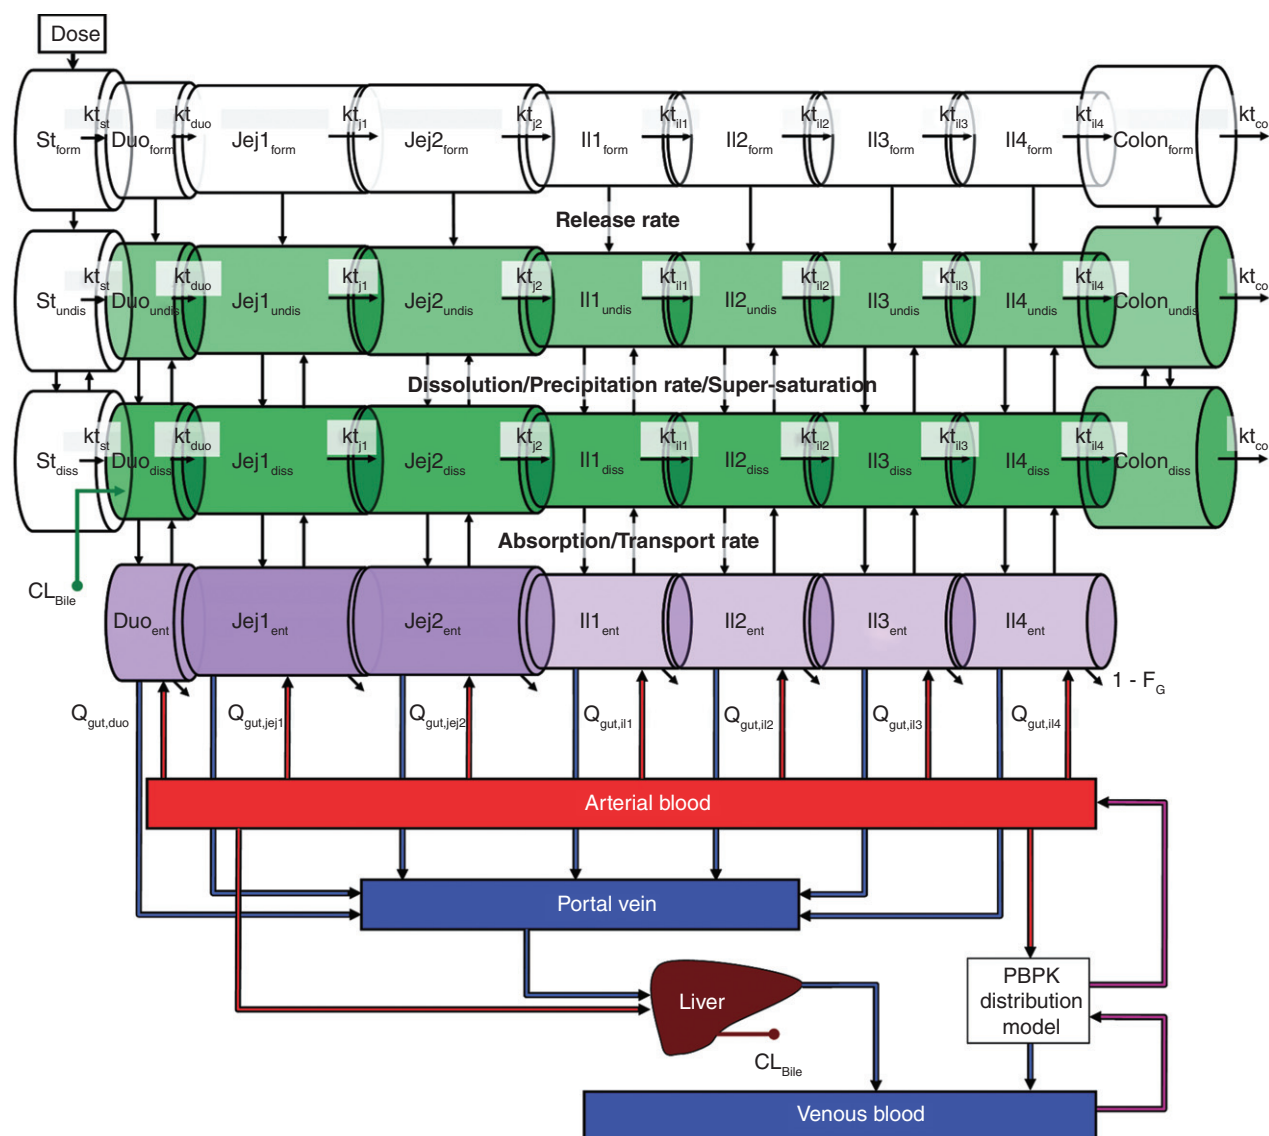 Dose
kt_st kt_duo kt_j1 kt_j2 kt_il1 kt_il2 kt_il3 kt_il4 kt_co
St_form Duo_form Jej1_form Jej2_form Il1_form Il2_form Il3_form Il4_form Colon_form
Release rate
kt_st kt_duo kt_j1 kt_j2 kt_il1 kt_il2 kt_il3 kt_il4 kt_co
St_undis Duo_undis Jej1_undis Jej2_undis Il1_undis Il2_undis Il3_undis Il4_undis Colon_undis
Dissolution/Precipitation rate/Super-saturation
kt_st kt_duo kt_j1 kt_j2 kt_il1 kt_il2 kt_il3 kt_il4 kt_co
St_diss Duo_diss Jej1_diss Jej2_diss Il1_diss Il2_diss Il3_diss Il4_diss Colon_diss
Absorption/Transport rate
CL_Bile
Duo_ent Jej1_ent Jej2_ent Il1_ent Il2_ent Il3_ent Il4_ent
1 - F_G
Q_gut,duo Q_gut,jej1 Q_gut,jej2 Q_gut,il1 Q_gut,il2 Q_gut,il3 Q_gut,il4
Arterial blood
Portal vein
PBPK
distribution
model
Liver
CL_Bile
Venous blood